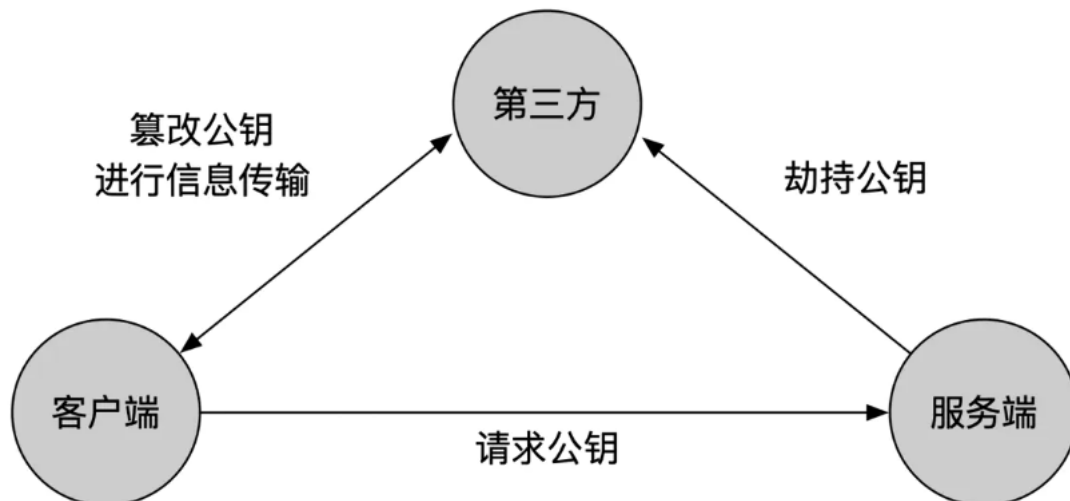 第三方
篡改公钥
进行信息传输
劫持公钥
客户端
服务端
请求公钥